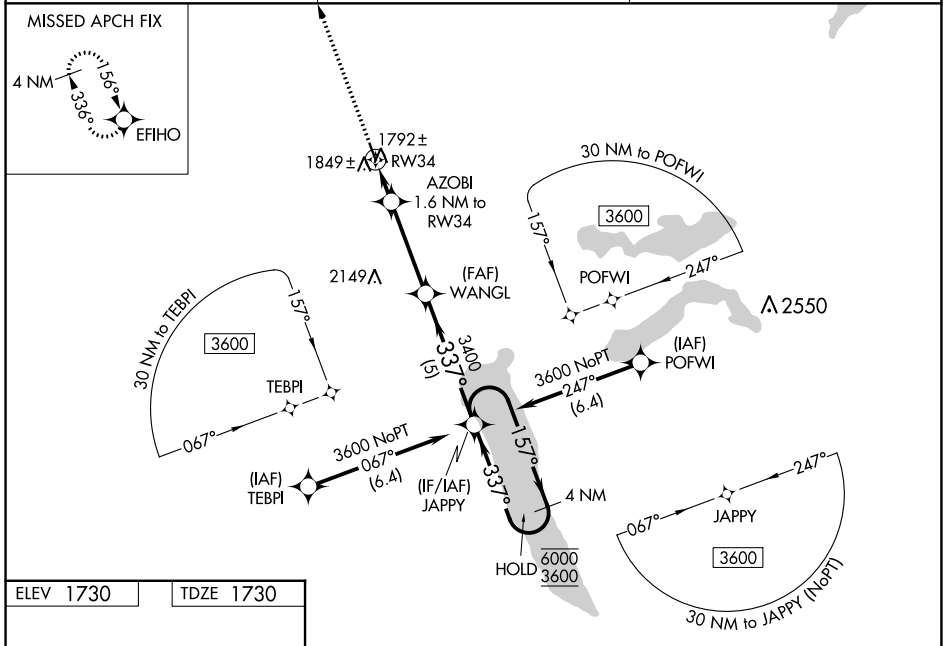 MISSED APCH FIX
4 NM
156°
336°
EFIHO
1792±
1849±
RW34
AZOBI
1.6 NM to
RW34
30 NM to POFWI
3600
157°
247°
POFWI
2149
(FAF)
WANGL
2550
30 NM to TEBPI
3600
157°
TEBPI
067°
3400
337°
(5)
(IAF)
POFWI
3600 NoPT
247°
(6.4)
3600 NoPT
067°
(6.4)
(IAF)
TEBPI
(IF/IAF)
JAPPY
157°
337°
4 NM
HOLD
6000
3600
247°
067°
JAPPY
3600
30 NM to JAPPY (NoPT)
ELEV 1730
TDZE 1730